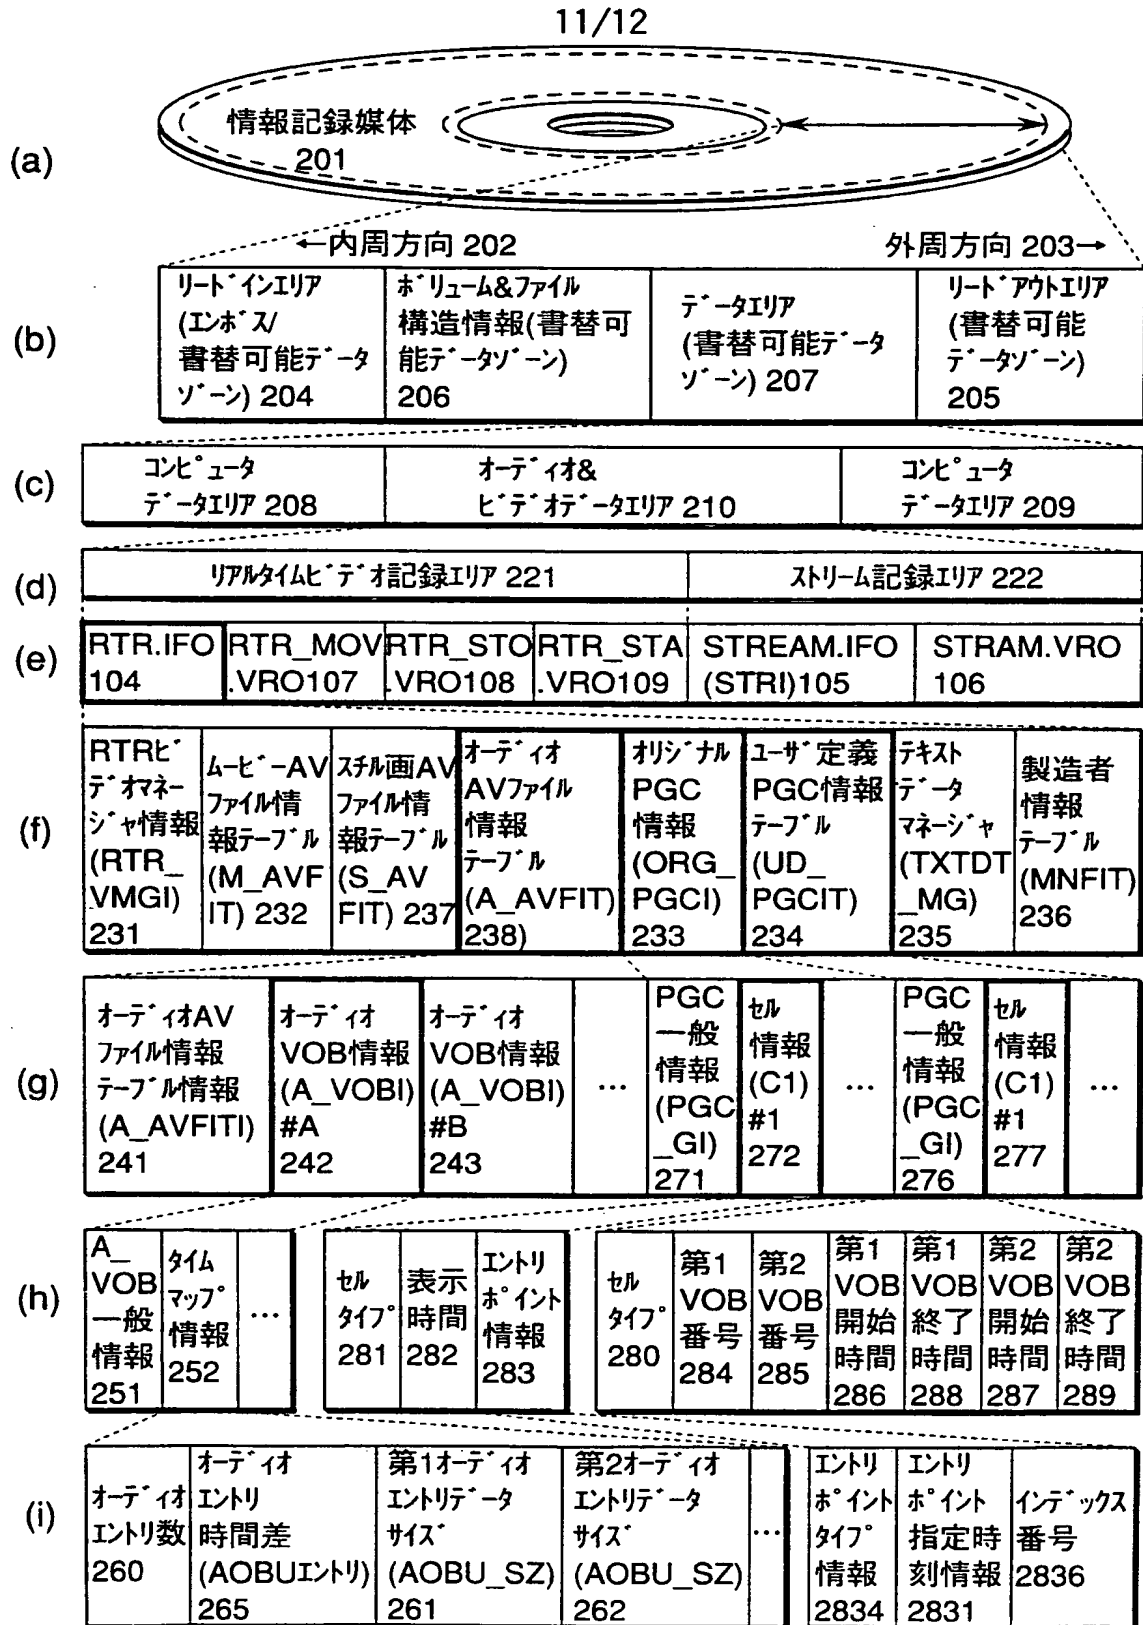 11/12
(a)
情報記録媒体
201
←内周方向 202
外周方向 203→
(b)
リードインエリア
(エンボス/
書替可能データ
ゾーン) 204
ボリューム&ファイル
構造情報(書替可
能データゾーン)
206
データエリア
(書替可能データ
ゾーン) 207
リードアウトエリア
(書替可能
データゾーン)
205
(c)
コンピュータ
データエリア 208
オーディオ&
ビデオデータエリア 210
コンピュータ
データエリア 209
(d)
リアルタイムビデオ記録エリア 221
ストリーム記録エリア 222
(e)
RTR.IFO
104
RTR_MOV
.VRO107
RTR_STO
.VRO108
RTR_STA
.VRO109
STREAM.IFO
(STRI)105
STRAM.VRO
106
(f)
RTRビ
デオマネー
ジャ情報
(RTR_
VMGI)
231
ムービーAV
ファイル情
報テーブル
(M_AVF
IT) 232
スチル画AV
ファイル情
報テーブル
(S_AV
FIT) 237
オーディオ
AVファイル
情報
テーブル
(A_AVFIT)
238)
オリジナル
PGC
情報
(ORG_
PGCI)
233
ユーザ定義
PGC情報
テーブル
(UD_
PGCIT)
234
テキスト
データ
マネージャ
(TXTDT
_MG)
235
製造者
情報
テーブル
(MNFIT)
236
(g)
オーディオAV
ファイル情報
テーブル情報
(A_AVFITI)
241
オーディオ
VOB情報
(A_VOBI)
#A
242
オーディオ
VOB情報
(A_VOBI)
#B
243
…
PGC
一般
情報
(PGC
_GI)
271
セル
情報
(C1)
#1
272
…
PGC
一般
情報
(PGC
_GI)
276
セル
情報
(C1)
#1
277
…
(h)
A_
VOB
一般
情報
251
タイム
マップ
情報
252
…
セル
タイプ
281
表示
時間
282
エントリ
ポイント
情報
283
セル
タイプ
280
第1
VOB
番号
284
第2
VOB
番号
285
第1
VOB
開始
時間
286
第1
VOB
終了
時間
288
第2
VOB
開始
時間
287
第2
VOB
終了
時間
289
(i)
オーディオ
エントリ数
260
オーディオ
エントリ
時間差
(AOBUエントリ)
265
第1オーディオ
エントリデータ
サイズ
(AOBU_SZ)
261
第2オーディオ
エントリデータ
サイズ
(AOBU_SZ)
262
…
エントリ
ポイント
タイプ
情報
2834
エントリ
ポイント
指定時
刻情報
2831
インデックス
番号
2836